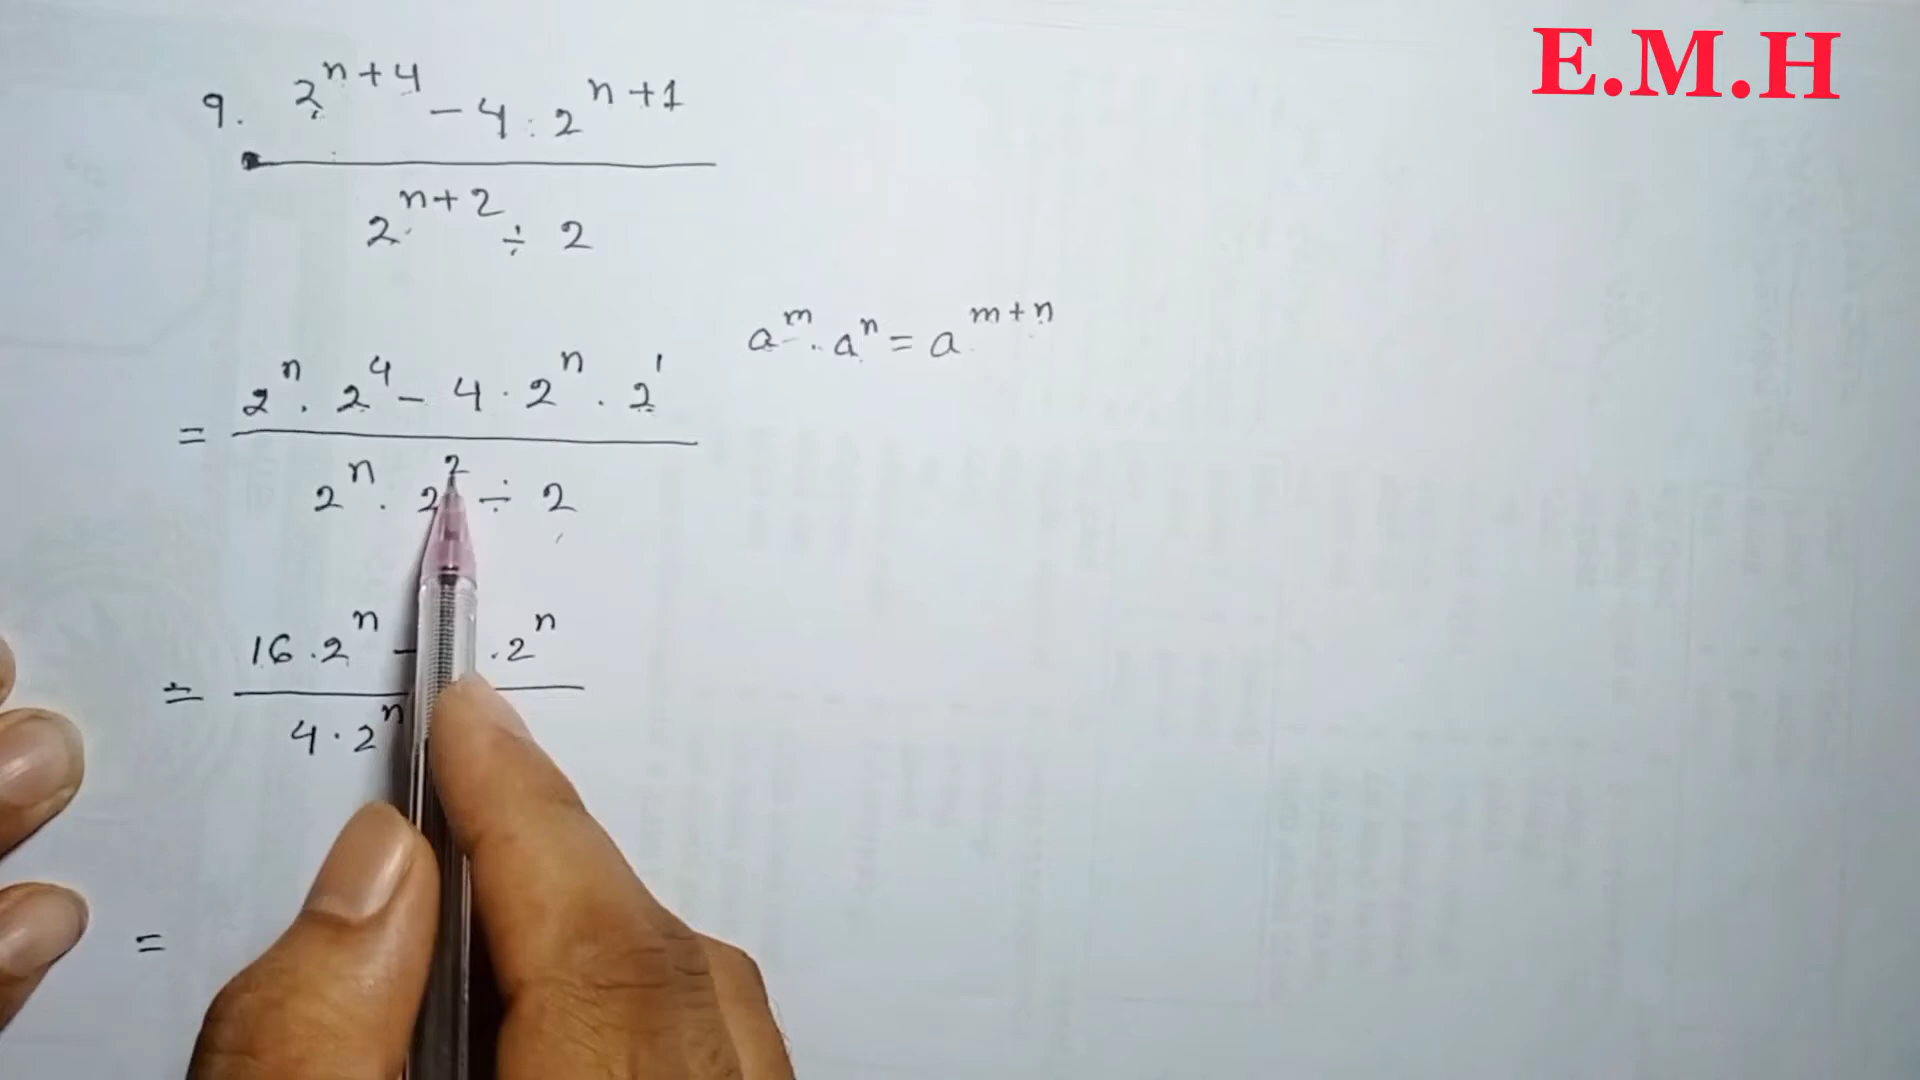 E.M.H
9. 2^{n+4} - 4 . 2^{n+1}
2^{n+2} ÷ 2
a^m . a^n = a^{m+n}
= 2^n . 2^4 - 4 . 2^n . 2^1
2^n . 2^2 ÷ 2
= 16 . 2^n - . 2^n
4 . 2^n
=